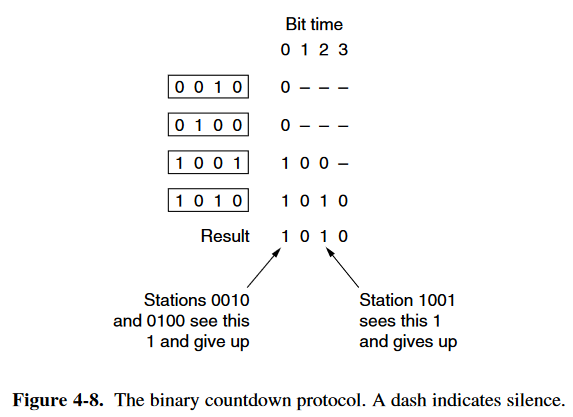 Bit time
0 1 2 3
0 0 1 0 0 – – –
0 1 0 0 0 – – –
1 0 0 1 1 0 0 –
1 0 1 0 1 0 1 0
Result 1 0 1 0
Stations 0010
and 0100 see this
1 and give up
Station 1001
sees this 1
and gives up
Figure 4-8. The binary countdown protocol. A dash indicates silence.